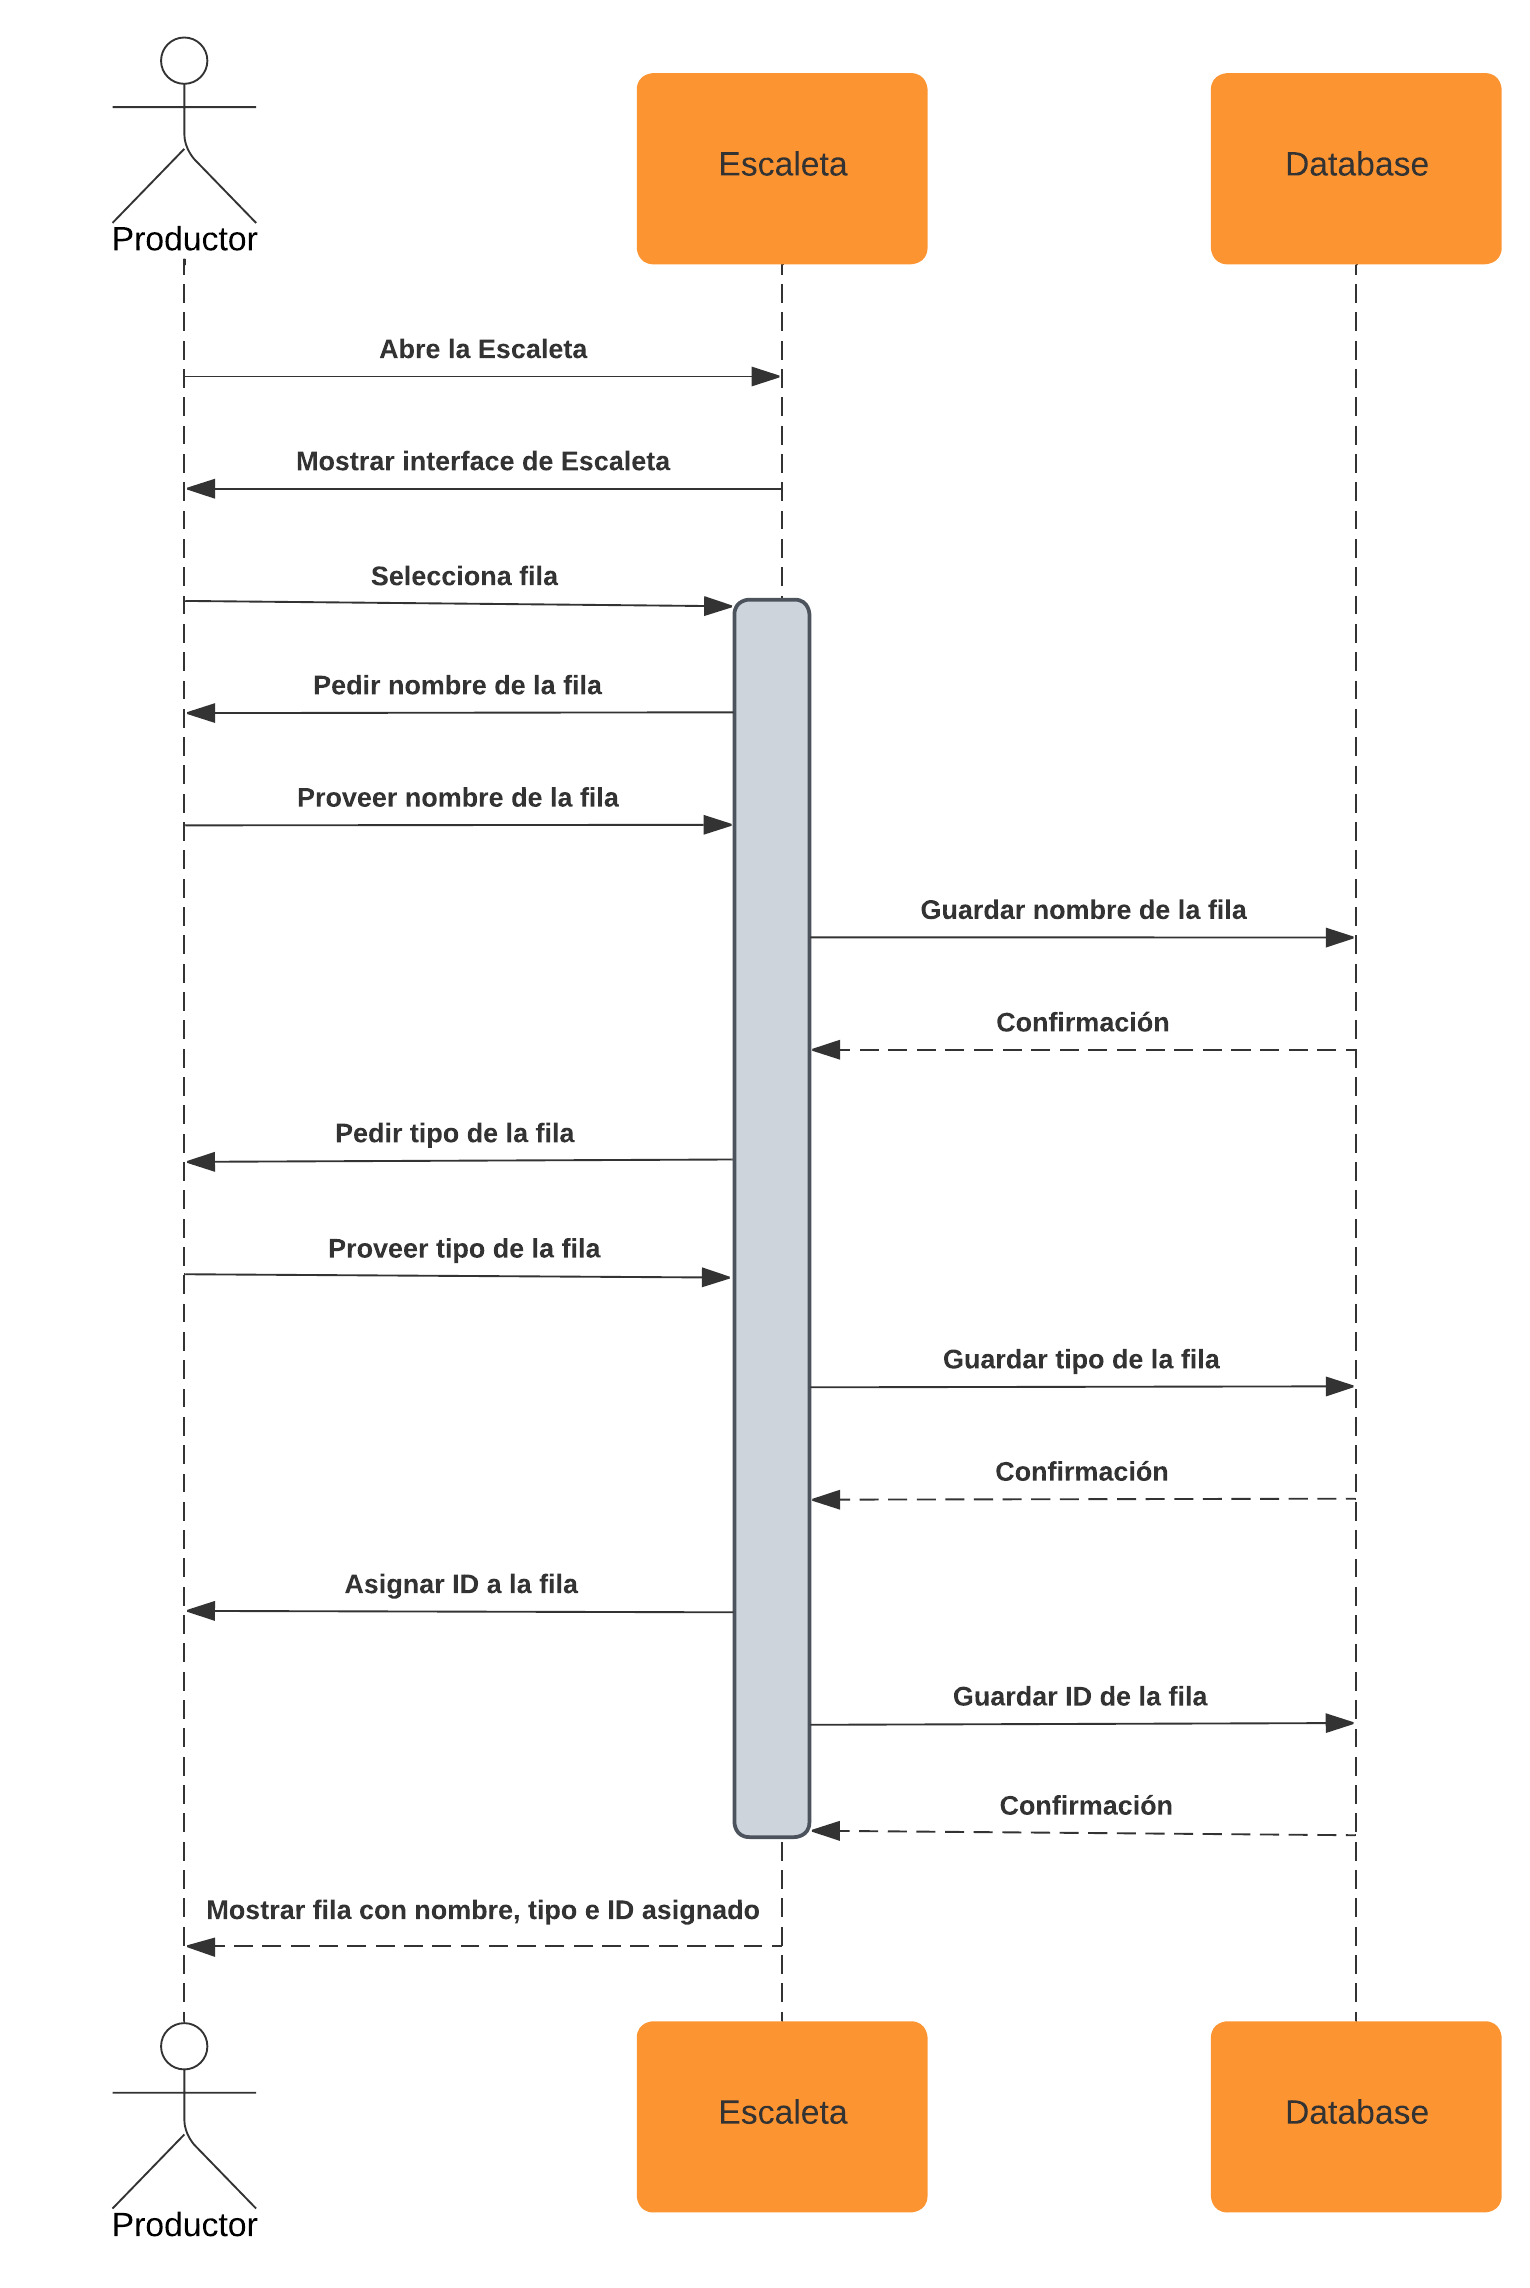 Productor
Escaleta
Database
Abre la Escaleta
Mostrar interface de Escaleta
Selecciona fila
Pedir nombre de la fila
Proveer nombre de la fila
Guardar nombre de la fila
Confirmación
Pedir tipo de la fila
Proveer tipo de la fila
Guardar tipo de la fila
Confirmación
Asignar ID a la fila
Guardar ID de la fila
Confirmación
Mostrar fila con nombre, tipo e ID asignado
Productor
Escaleta
Database